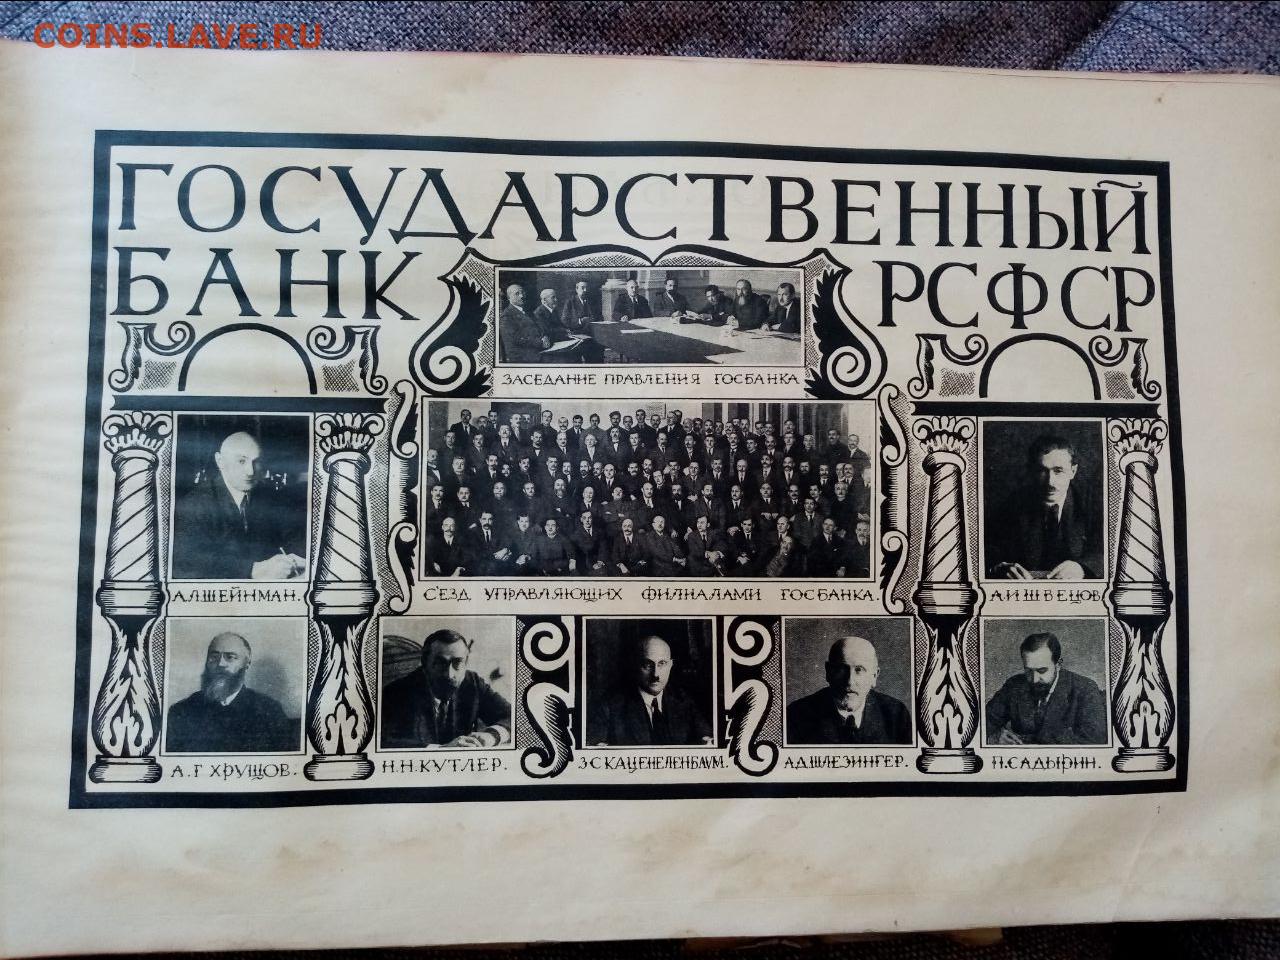 COINS.LAVE.RU
ГОСУДАРСТВЕННЫЙ
БАНК РСФСР
ЗАСЕДАНИЕ ПРАВЛЕНИЯ ГОСБАНКА
А.Л.ШЕЙНМАН. С'ЕЗД УПРАВЛЯЮЩИХ ФИЛИАЛАМИ ГОСБАНКА. А.И ШВЕЦОВ
А.Г ХРУЩОВ. Н.Н.КУТЛЕР. З.С КАЦЕНЕЛЕНБАУМ. А.Д.ШЛЕЗИНГЕР. П.САДЫРИН.